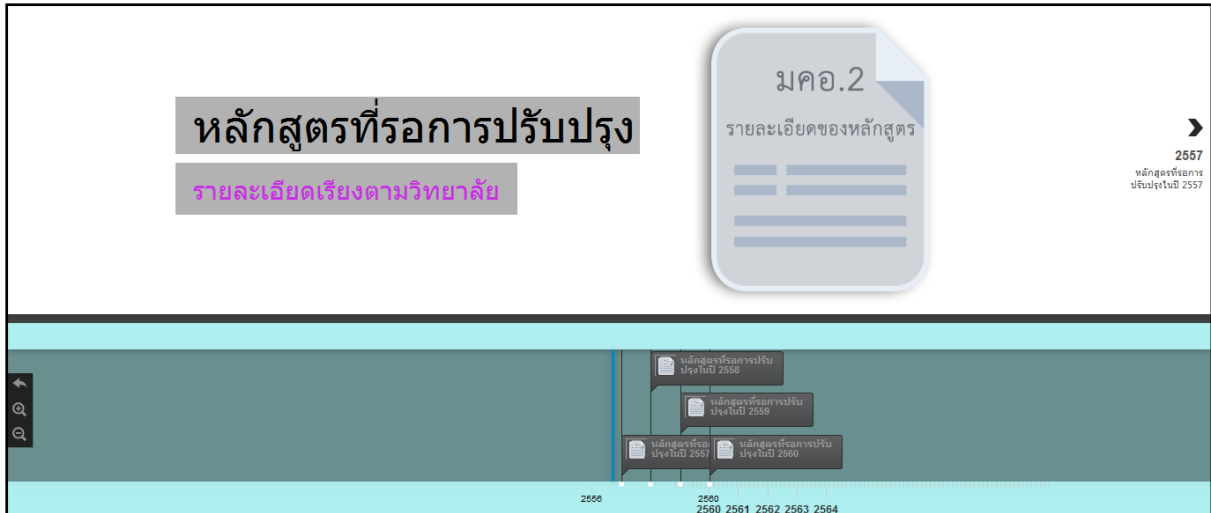 หลักสูตรที่รอการปรับปรุง
รายละเอียดเรียงตามวิทยาลัย
มคอ.2
รายละเอียดของหลักสูตร
2557
หลักสูตรที่รอการ
ปรับปรุงในปี 2557
หลักสูตรที่รอการปรับ
ปรุงในปี 2558
หลักสูตรที่รอการปรับ
ปรุงในปี 2559
หลักสูตรที่รอ
ปรุงในปี 2557
หลักสูตรที่รอการปรับ
ปรุงในปี 2560
2556
2560
2560 2561 2562 2563 2564